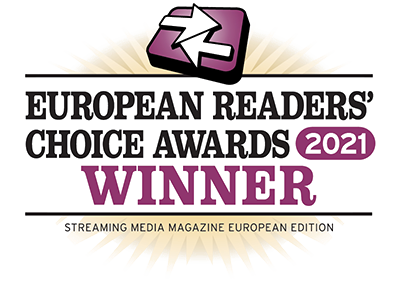 EUROPEAN READERS’
CHOICE AWARDS 2021
WINNER
STREAMING MEDIA MAGAZINE EUROPEAN EDITION